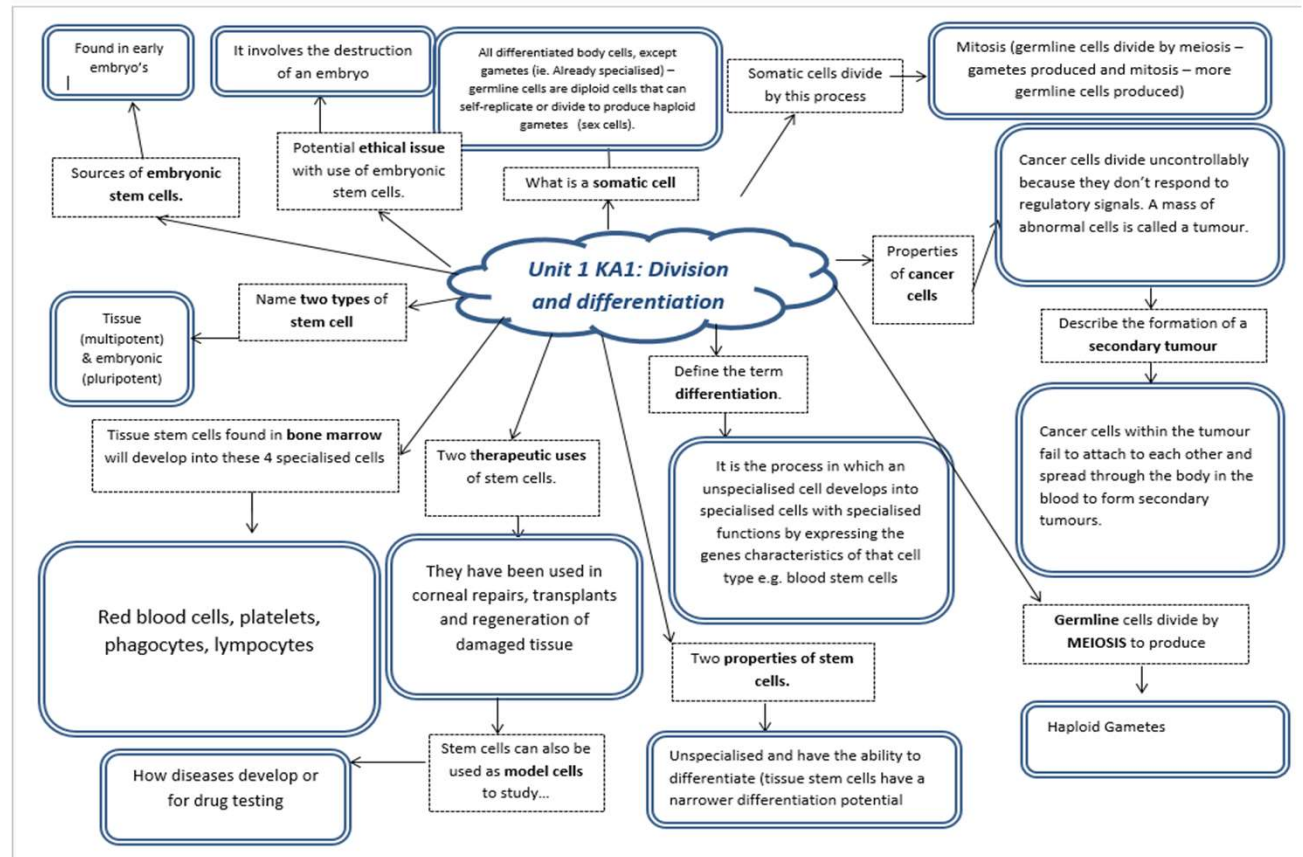 Found in early
embryo's
It involves the destruction
of an embryo
All differentiated body cells, except
gametes (ie. Already specialised) –
germline cells are diploid cells that can
self-replicate or divide to produce haploid
gametes (sex cells).
Somatic cells divide
by this process
Mitosis (germline cells divide by meiosis –
gametes produced and mitosis – more
germline cells produced)
Sources of embryonic
stem cells.
Potential ethical issue
with use of embryonic
stem cells.
What is a somatic cell
Cancer cells divide uncontrollably
because they don't respond to
regulatory signals. A mass of
abnormal cells is called a tumour.
Unit 1 KA1: Division
and differentiation
Properties
of cancer
cells
Name two types of
stem cell
Tissue
(multipotent)
& embryonic
(pluripotent)
Describe the formation of a
secondary tumour
Define the term
differentiation.
Tissue stem cells found in bone marrow
will develop into these 4 specialised cells
Two therapeutic uses
of stem cells.
Cancer cells within the tumour
fail to attach to each other and
spread through the body in the
blood to form secondary
tumours.
It is the process in which an
unspecialised cell develops into
specialised cells with specialised
functions by expressing the
genes characteristics of that cell
type e.g. blood stem cells
Red blood cells, platelets,
phagocytes, lympocytes
They have been used in
corneal repairs, transplants
and regeneration of
damaged tissue
Germline cells divide by
MEIOSIS to produce
Two properties of stem
cells.
Haploid Gametes
Stem cells can also be
used as model cells
to study…
How diseases develop or
for drug testing
Unspecialised and have the ability to
differentiate (tissue stem cells have a
narrower differentiation potential